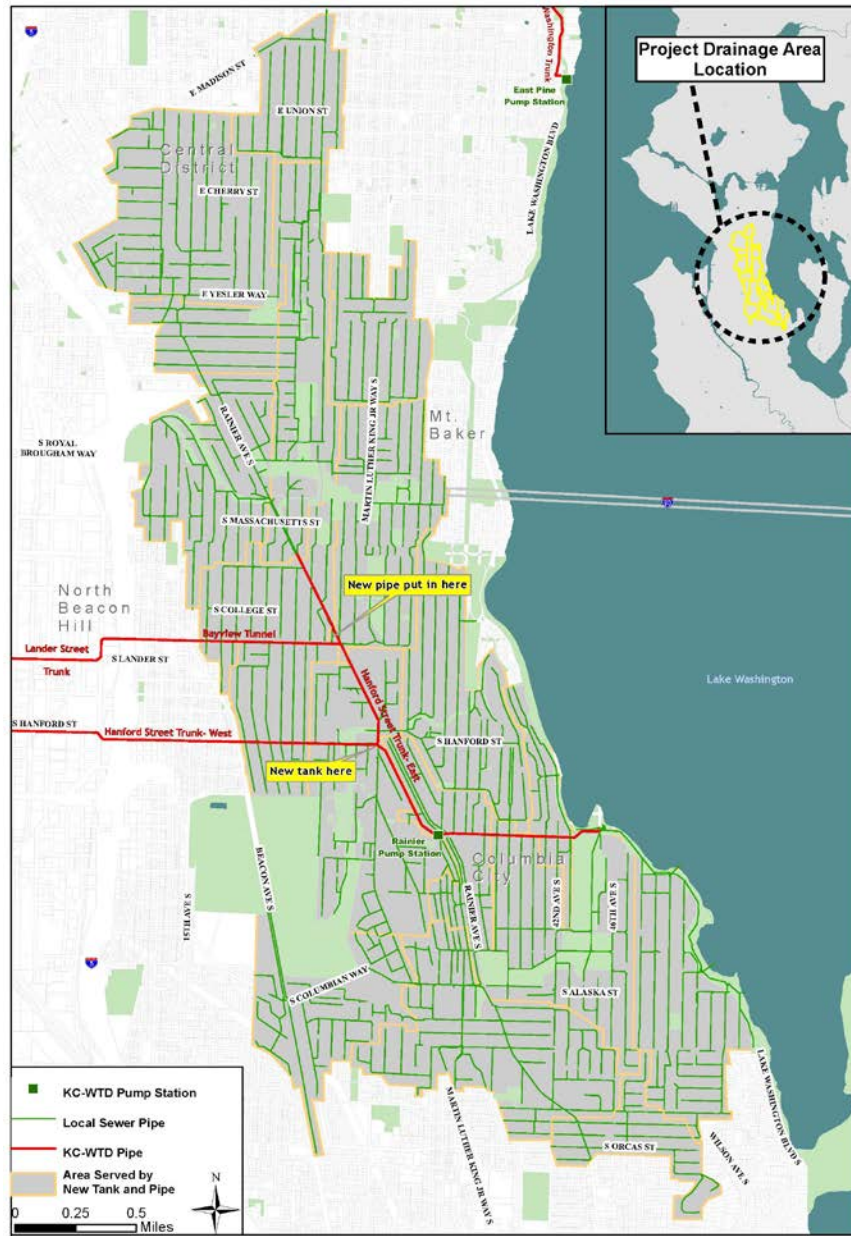 Project Drainage Area
Location
Washington Trunk
East Pine
Pump Station
E MADISON ST
E UNION ST
Central
District
E CHERRY ST
LAKE WASHINGTON BLVD
E YESLER WAY
RAINIER AVE S
MARTIN LUTHER KING JR WAY S
Mt.
Baker
S ROYAL
BROUGHAM WAY
S MASSACHUSETTS ST
New pipe put in here
North
Beacon
Hill
S COLLEGE ST
Bayview Tunnel
Lander Street
Trunk
S LANDER ST
Lake Washington
Hanford Street Trunk- East
S HANFORD ST
Hanford Street Trunk- West
S HANFORD ST
New tank here
Rainier
Pump Station
Columbia
City
BEACON AVE S
15TH AVE S
RAINIER AVE S
42ND AVE S
46TH AVE S
S COLUMBIAN WAY
S ALASKA ST
LAKE WASHINGTON BLVD S
MARTIN LUTHER KING JR WAY S
S ORCAS ST
WILSON AVE S
KC-WTD Pump Station
Local Sewer Pipe
KC-WTD Pipe
Area Served by
New Tank and Pipe
N
0 0.25 0.5
Miles